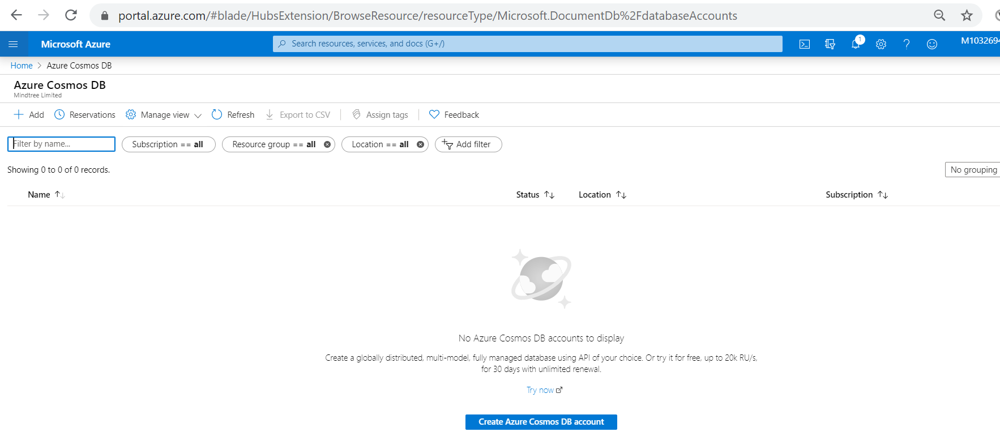 portal.azure.com/#blade/HubsExtension/BrowseResource/resourceType/Microsoft.DocumentDb%2FdatabaseAccounts
Microsoft Azure
Search resources, services, and docs (G+/)
1
M1032694
Home > Azure Cosmos DB
Azure Cosmos DB
Mindtree Limited
Add Reservations Manage view Refresh Export to CSV Assign tags Feedback
Filter by name... Subscription == all Resource group == all Location == all Add filter
Showing 0 to 0 of 0 records.
No grouping
Name Status Location Subscription
No Azure Cosmos DB accounts to display
Create a globally distributed, multi-model, fully managed database using API of your choice. Or try it for free, up to 20k RU/s,
for 30 days with unlimited renewal.
Try now
Create Azure Cosmos DB account